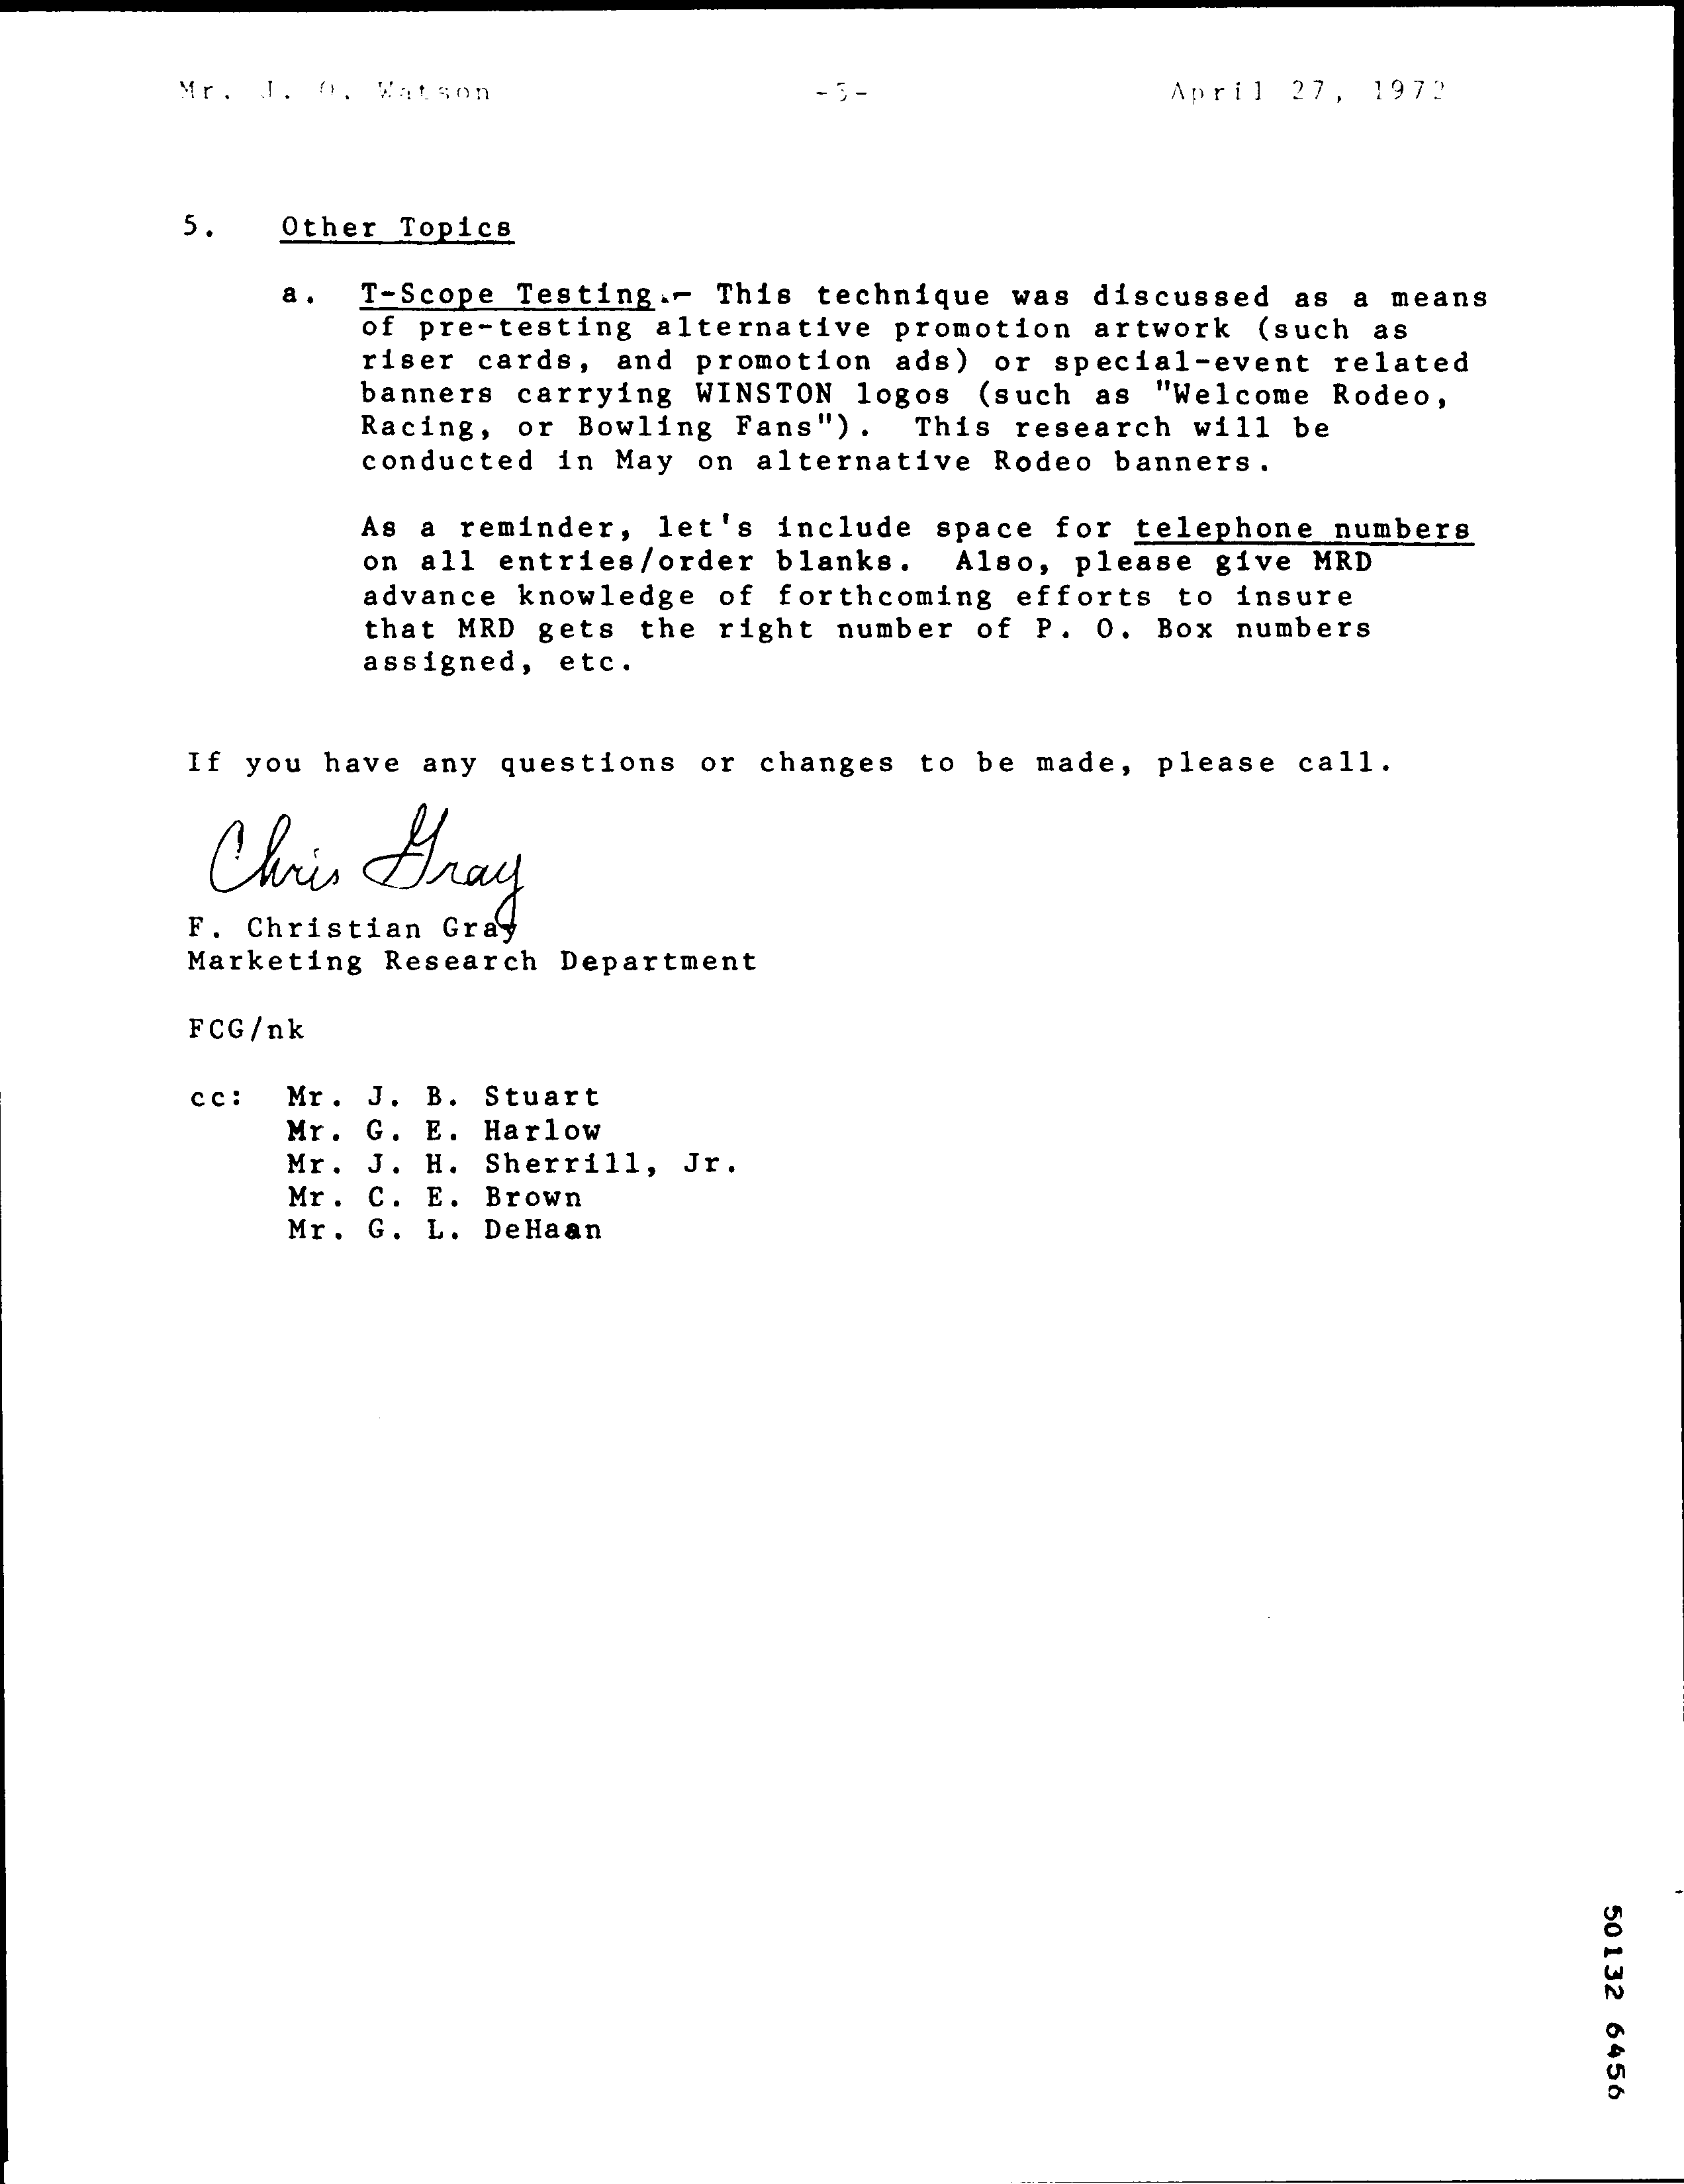 Mr. J. O. Watson -5- April 27, 1972
5. Other Topics
a. T-Scope Testing.- This technique was discussed as a means
of pre-testing alternative promotion artwork (such as
riser cards, and promotion ads) or special-event related
banners carrying WINSTON logos (such as "Welcome Rodeo,
Racing, or Bowling Fans"). This research will be
conducted in May on alternative Rodeo banners.
As a reminder, let's include space for telephone numbers
on all entries/order blanks. Also, please give MRD
advance knowledge of forthcoming efforts to insure
that MRD gets the right number of P. O. Box numbers
assigned, etc.
If you have any questions or changes to be made, please call.
Chris Gray
F. Christian Gray
Marketing Research Department
FCG/nk
cc: Mr. J. B. Stuart
Mr. G. E. Harlow
Mr. J. H. Sherrill, Jr.
Mr. C. E. Brown
Mr. G. L. DeHaan
50132 6456